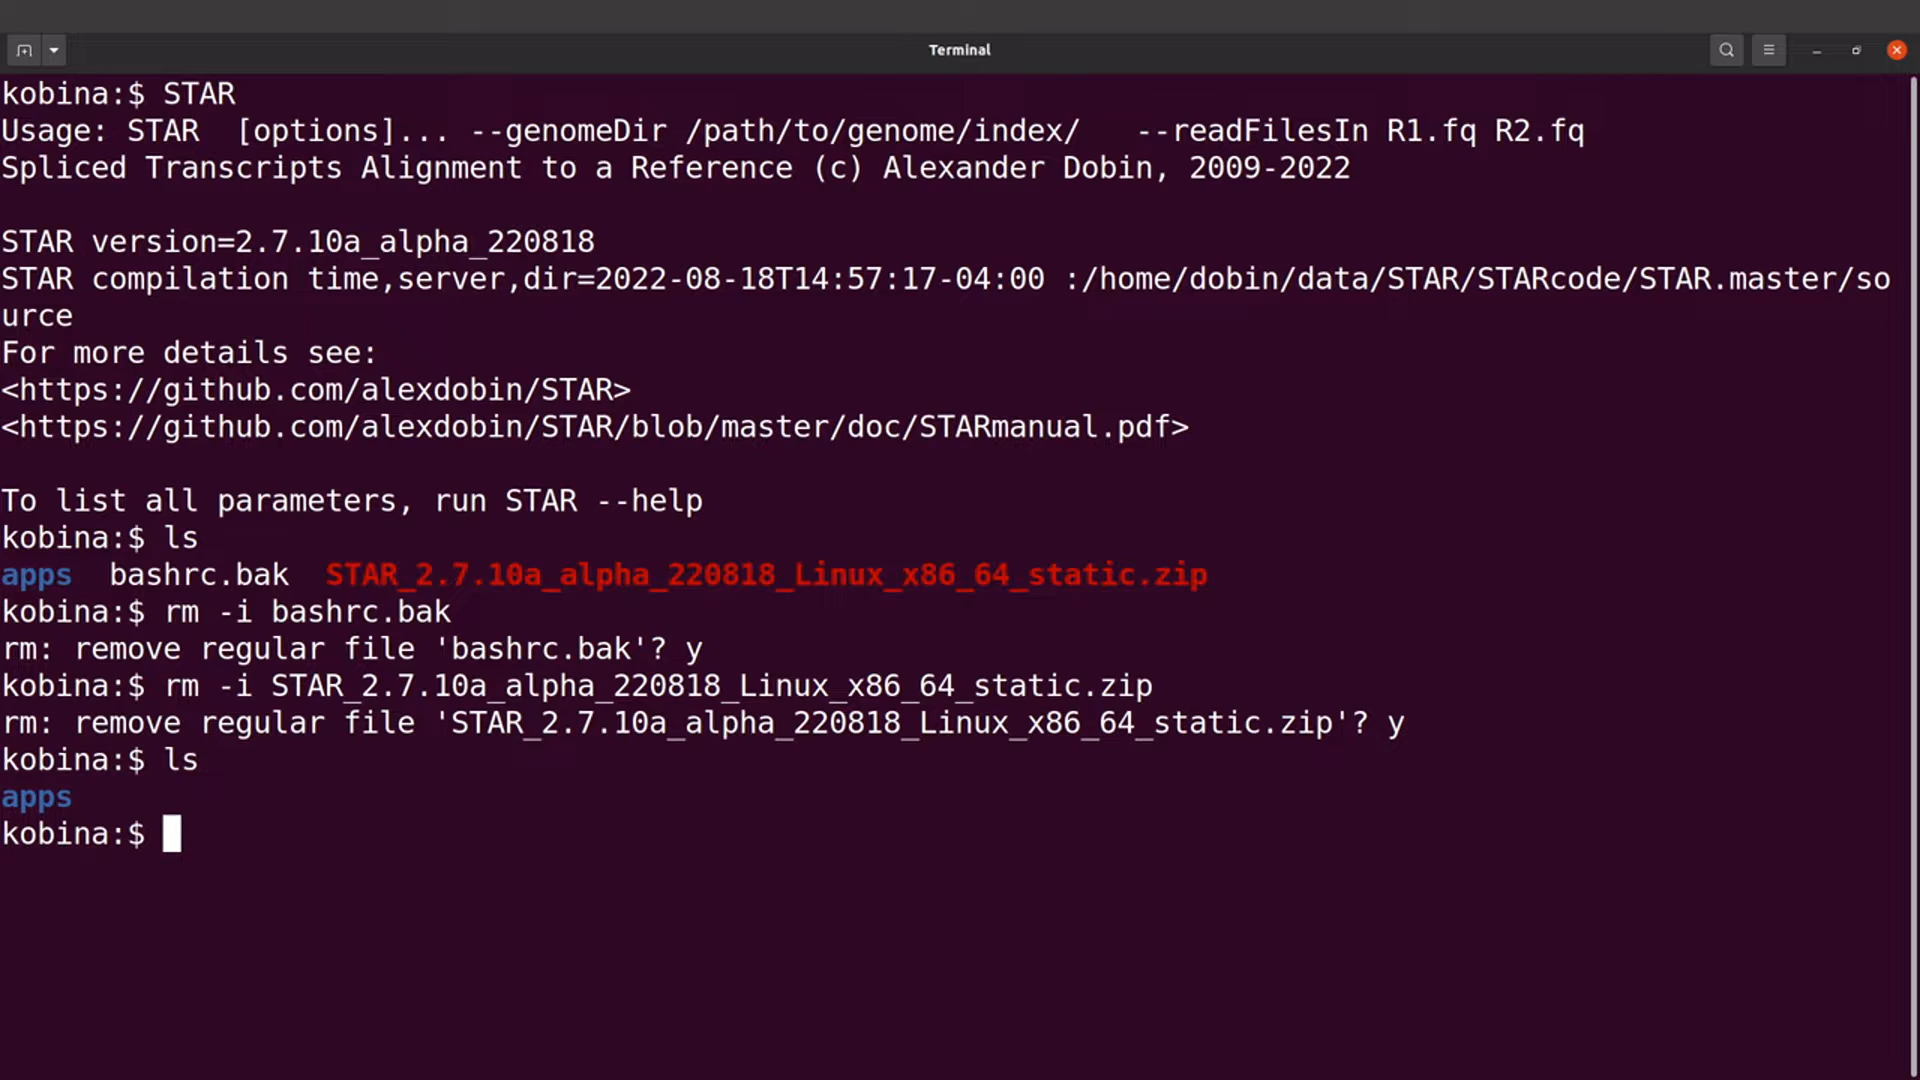 Terminal
kobina:$ STAR
Usage: STAR  [options]... --genomeDir /path/to/genome/index/   --readFilesIn R1.fq R2.fq
Spliced Transcripts Alignment to a Reference (c) Alexander Dobin, 2009-2022
STAR version=2.7.10a_alpha_220818
STAR compilation time,server,dir=2022-08-18T14:57:17-04:00 :/home/dobin/data/STAR/STARcode/STAR.master/so
urce
For more details see:
<https://github.com/alexdobin/STAR>
<https://github.com/alexdobin/STAR/blob/master/doc/STARmanual.pdf>
To list all parameters, run STAR --help
kobina:$ ls
apps  bashrc.bak  STAR_2.7.10a_alpha_220818_Linux_x86_64_static.zip
kobina:$ rm -i bashrc.bak
rm: remove regular file 'bashrc.bak'? y
kobina:$ rm -i STAR_2.7.10a_alpha_220818_Linux_x86_64_static.zip
rm: remove regular file 'STAR_2.7.10a_alpha_220818_Linux_x86_64_static.zip'? y
kobina:$ ls
apps
kobina:$